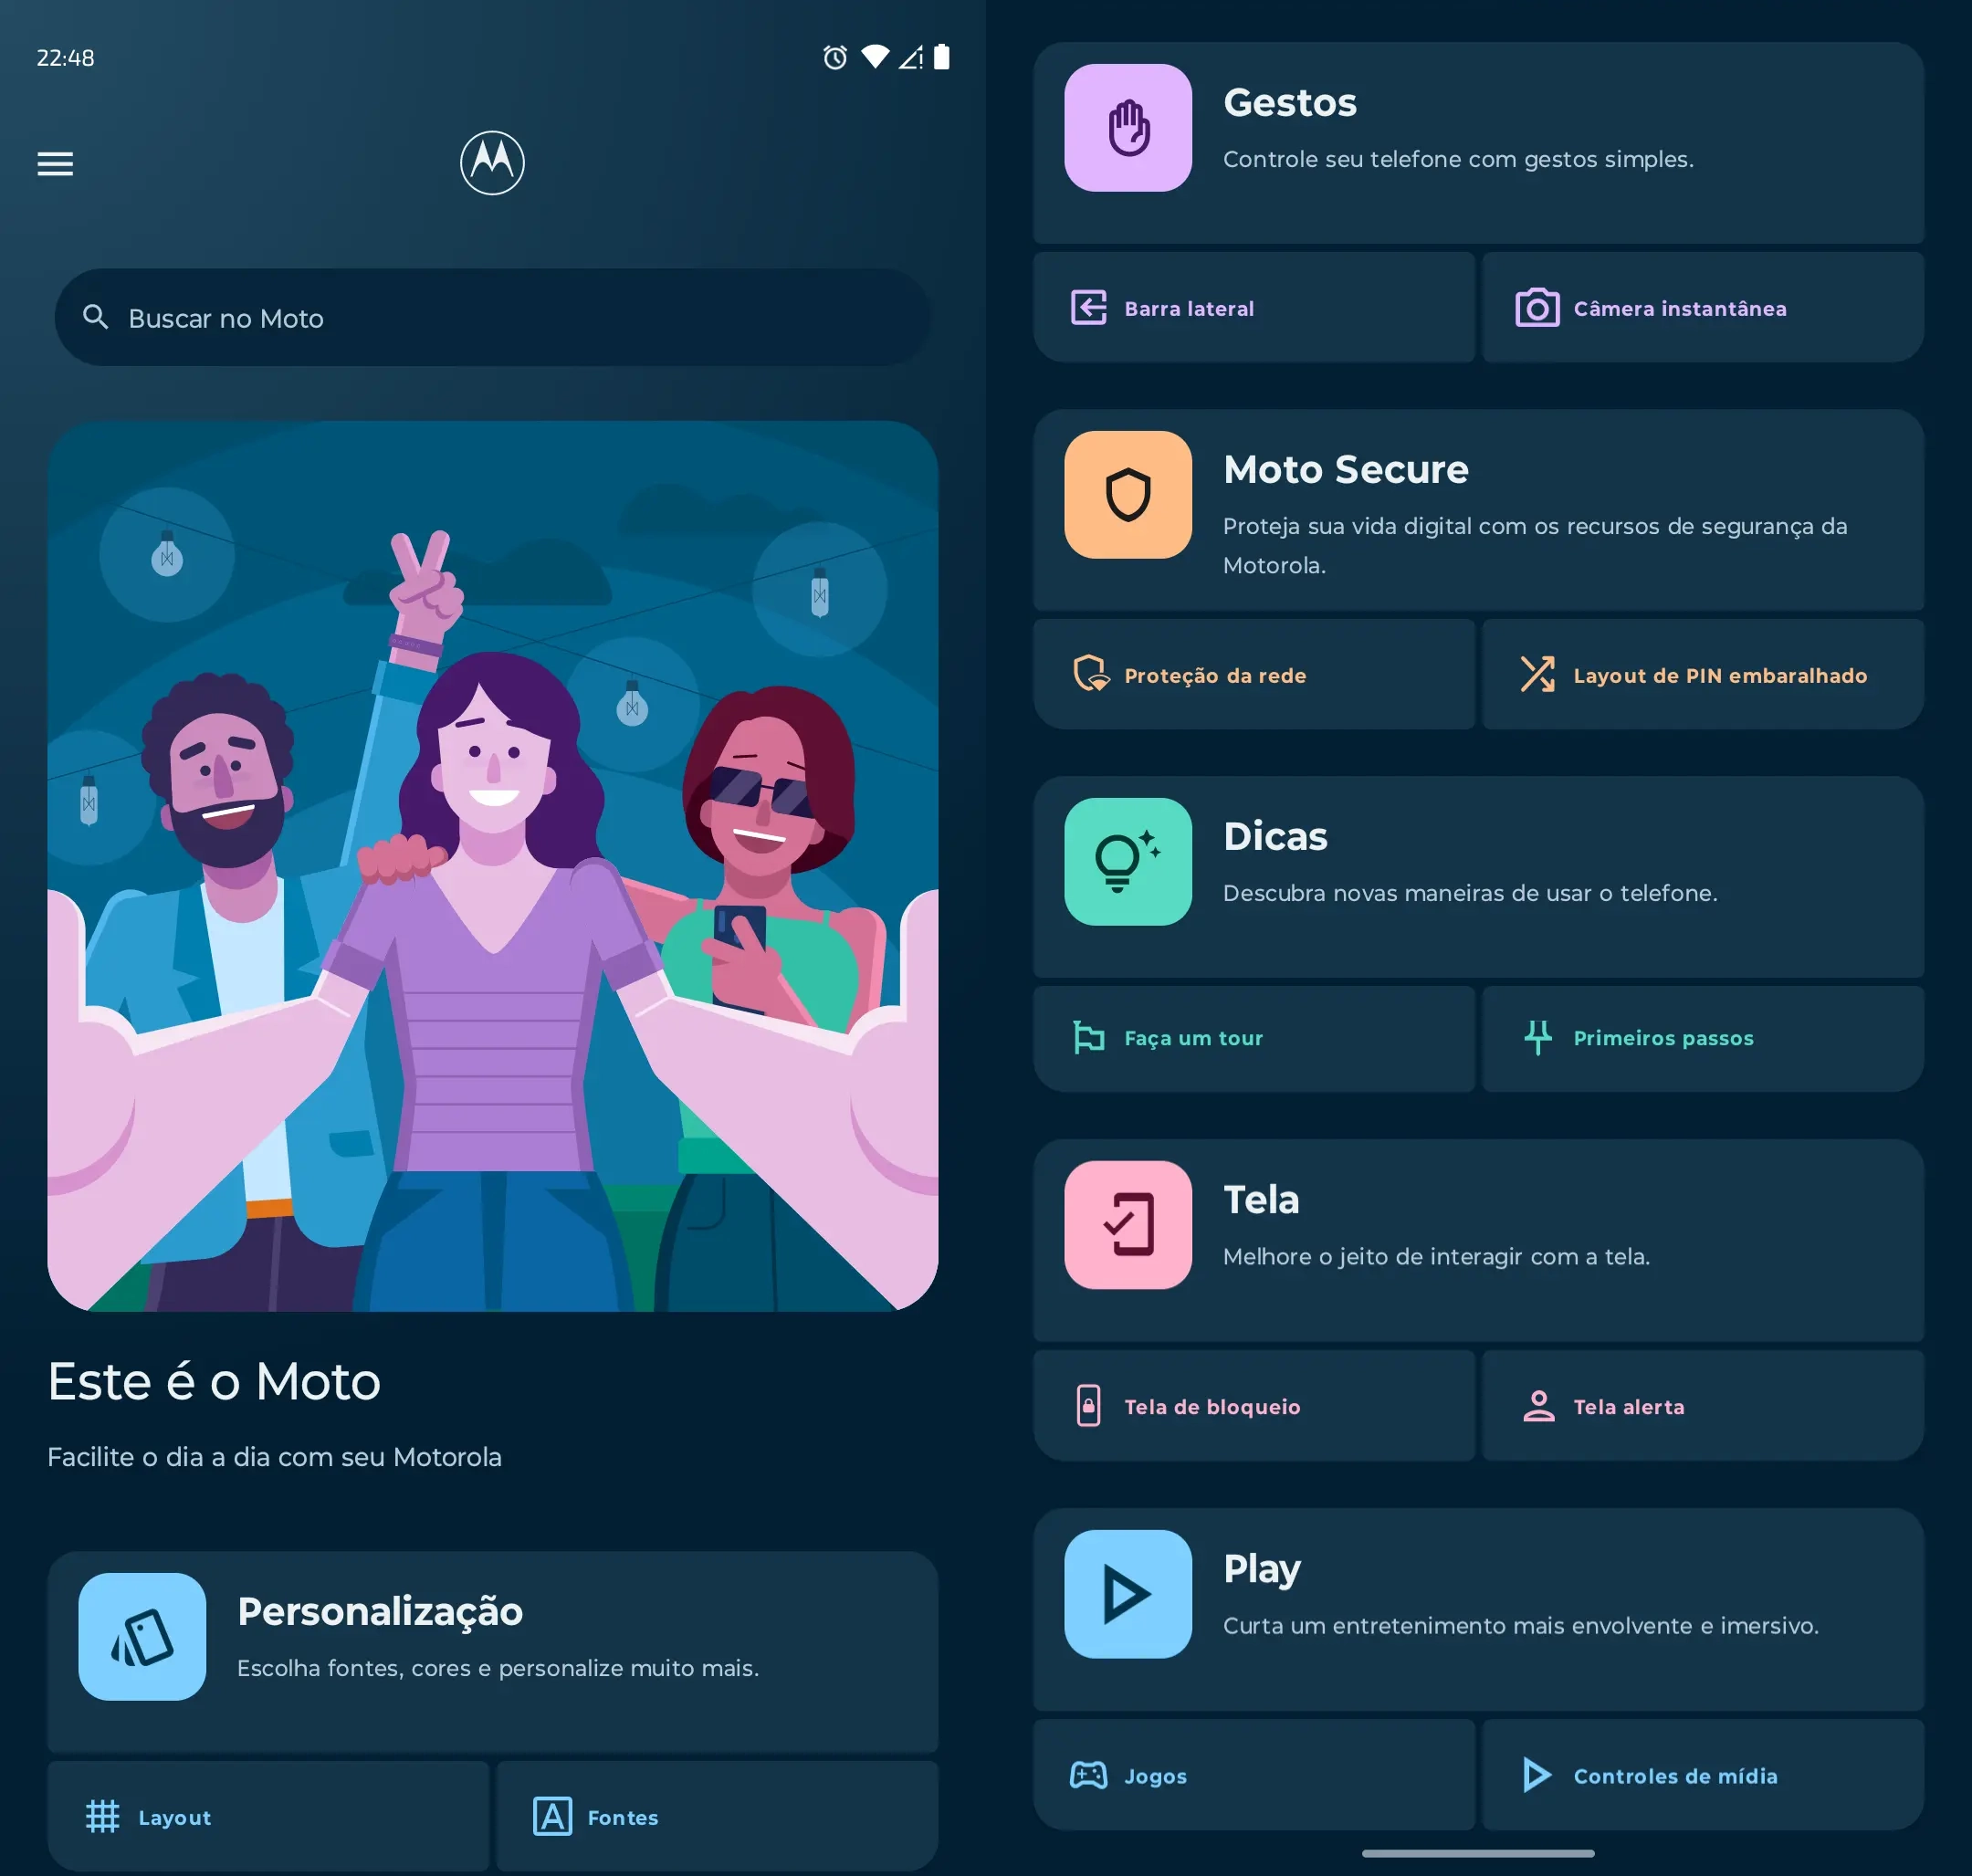 22:48
Buscar no Moto
Este é o Moto
Facilite o dia a dia com seu Motorola
Personalização
Escolha fontes, cores e personalize muito mais.
Layout
Fontes
Gestos
Controle seu telefone com gestos simples.
Barra lateral
Câmera instantânea
Moto Secure
Proteja sua vida digital com os recursos de segurança da
Motorola.
Proteção da rede
Layout de PIN embaralhado
Dicas
Descubra novas maneiras de usar o telefone.
Faça um tour
Primeiros passos
Tela
Melhore o jeito de interagir com a tela.
Tela de bloqueio
Tela alerta
Play
Curta um entretenimento mais envolvente e imersivo.
Jogos
Controles de mídia